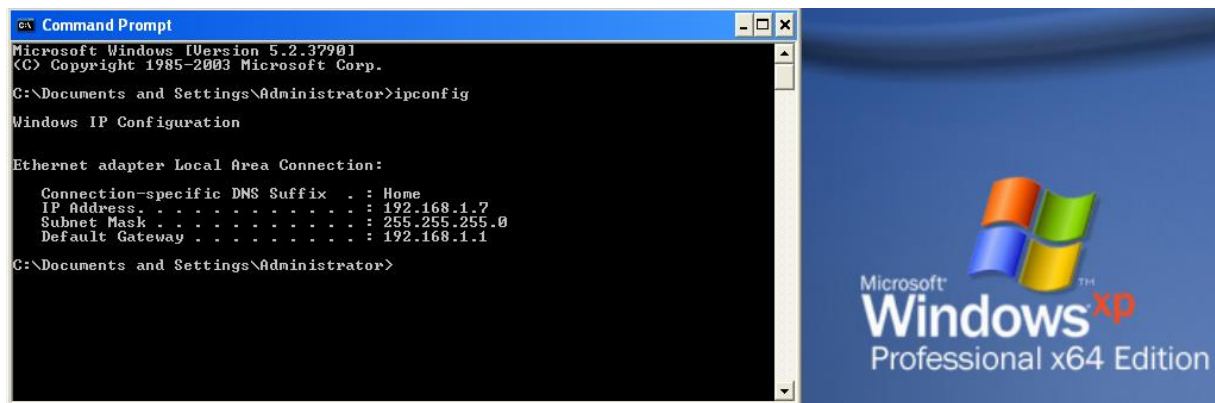 Command Prompt
Microsoft Windows [Version 5.2.3790]
(C) Copyright 1985-2003 Microsoft Corp.
C:\Documents and Settings\Administrator>ipconfig
Windows IP Configuration
Ethernet adapter Local Area Connection:
Connection-specific DNS Suffix . : Home
IP Address. . . . . . . . . . . . : 192.168.1.7
Subnet Mask . . . . . . . . . . . : 255.255.255.0
Default Gateway . . . . . . . . . : 192.168.1.1
C:\Documents and Settings\Administrator>
Microsoft
TM
Windows xp
Professional x64 Edition